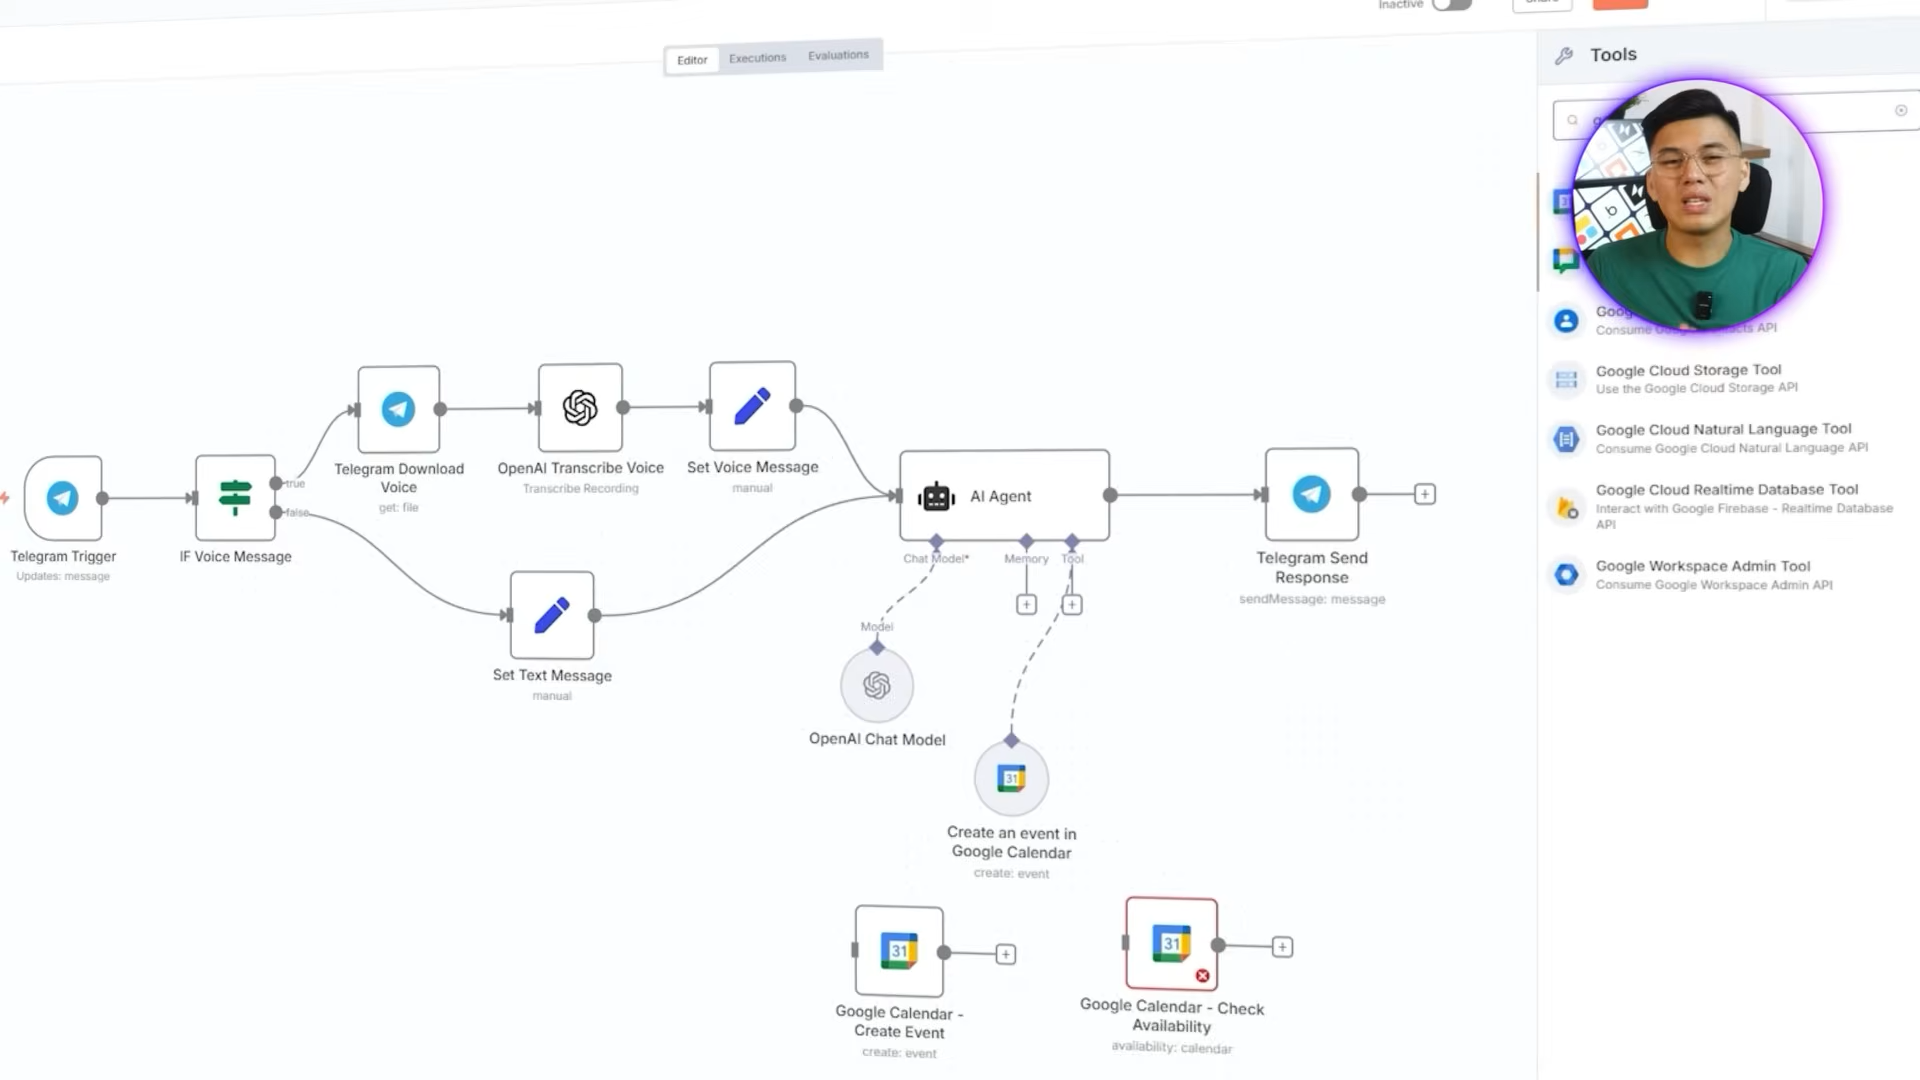 Inactive
Editor
Executions
Evaluations
Tools
Consume
API
Google Cloud Storage Tool
Use the Google Cloud Storage API
Google Cloud Natural Language Tool
Consume Google Cloud Natural Language API
Google Cloud Realtime Database Tool
Interact with Google Firebase - Realtime Database
API
Google Workspace Admin Tool
Consume Google Workspace Admin API
Telegram Trigger
Updates: message
true
false
IF Voice Message
Telegram Download
Voice
get: file
OpenAI Transcribe Voice
Transcribe Recording
Set Voice Message
manual
Set Text Message
manual
AI Agent
Chat Model*
Memory
Tool
Model
OpenAI Chat Model
31
Create an event in
Google Calendar
create: event
Telegram Send
Response
sendMessage: message
31
Google Calendar -
Create Event
create: event
31
Google Calendar - Check
Availability
availability: calendar